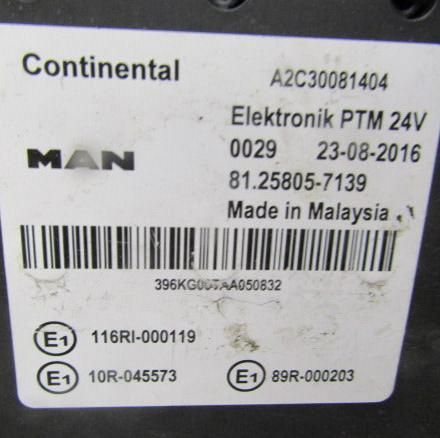 Continental
A2C30081404
Elektronik PTM 24V
MAN
0029 23-08-2016
81.25805-7139
Made in Malaysia
E1 116RI-000119
E1 10R-045573 E1 89R-000203